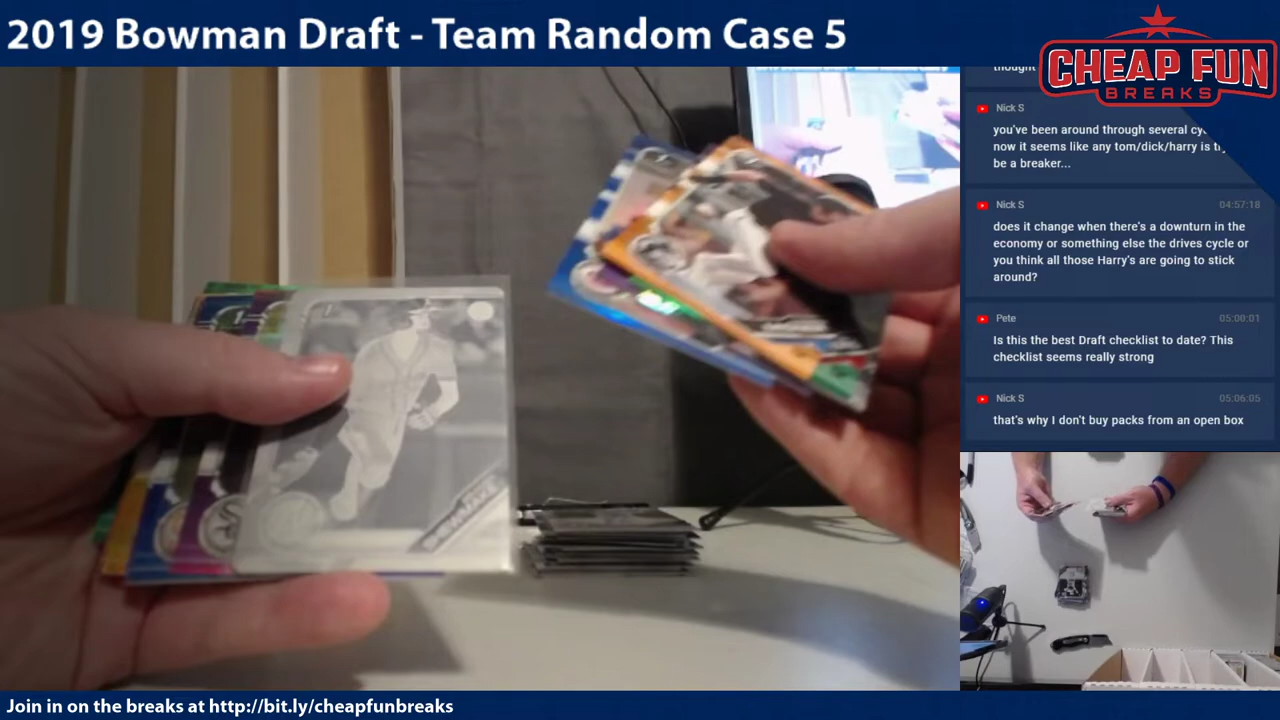 2019 Bowman Draft - Team Random Case 5
CHEAP FUN
BREAKS
thought
Nick S
you've been around through several
now it seems like any tom/dick/harry is
be a breaker...
Nick S 04:57:18
does it change when there's a downturn in the
economy or something else the drives cycle or
you think all those Harry's are going to stick
around?
Pete 05:00:01
Is this the best Draft checklist to date? This
checklist seems really strong
Nick S 05:06:05
that's why I don't buy packs from an open box
Join in on the breaks at http://bit.ly/cheapfunbreaks